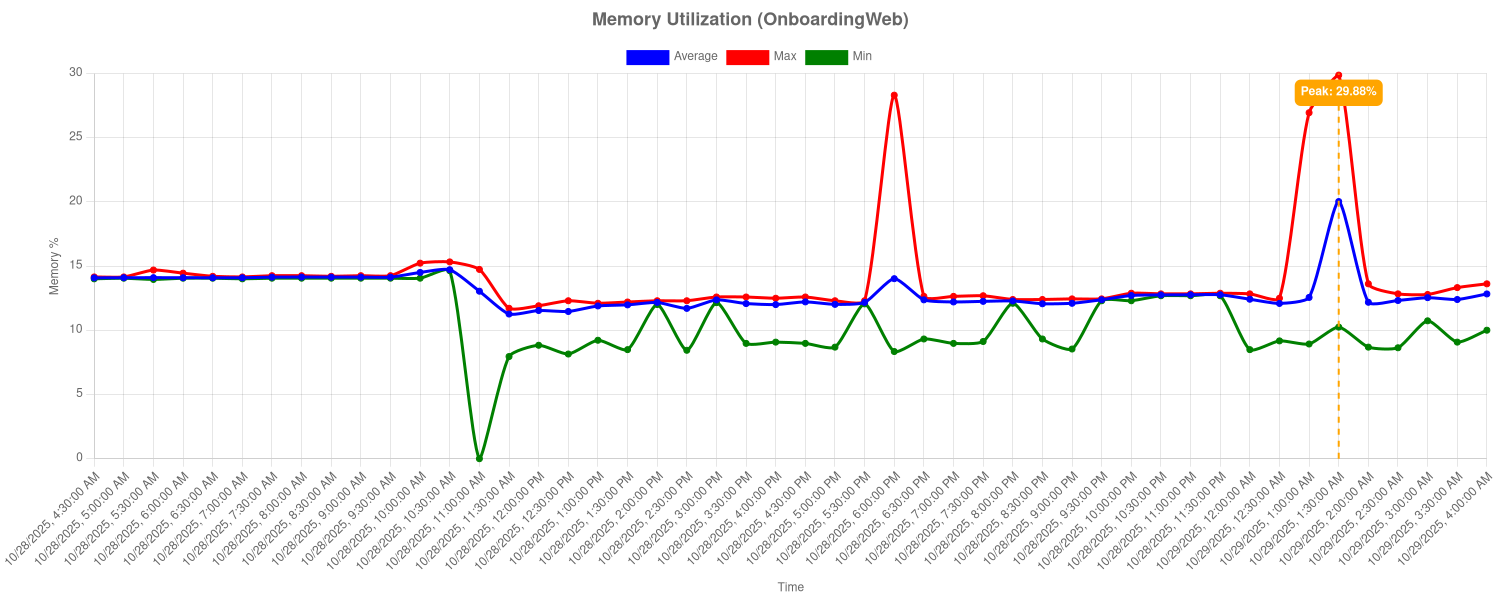 Memory Utilization (OnboardingWeb)
Average Max Min
30
25
20
15
10
5
0
Memory %
Peak: 29.88%
10/28/2025, 4:30:00 AM
10/28/2025, 5:00:00 AM
10/28/2025, 5:30:00 AM
10/28/2025, 6:00:00 AM
10/28/2025, 6:30:00 AM
10/28/2025, 7:00:00 AM
10/28/2025, 7:30:00 AM
10/28/2025, 8:00:00 AM
10/28/2025, 8:30:00 AM
10/28/2025, 9:00:00 AM
10/28/2025, 9:30:00 AM
10/28/2025, 10:00:00 AM
10/28/2025, 10:30:00 AM
10/28/2025, 11:00:00 AM
10/28/2025, 11:30:00 AM
10/28/2025, 12:00:00 PM
10/28/2025, 12:30:00 PM
10/28/2025, 1:00:00 PM
10/28/2025, 1:30:00 PM
10/28/2025, 2:00:00 PM
10/28/2025, 2:30:00 PM
10/28/2025, 3:00:00 PM
10/28/2025, 3:30:00 PM
10/28/2025, 4:00:00 PM
10/28/2025, 4:30:00 PM
10/28/2025, 5:00:00 PM
10/28/2025, 5:30:00 PM
10/28/2025, 6:00:00 PM
10/28/2025, 6:30:00 PM
10/28/2025, 7:00:00 PM
10/28/2025, 7:30:00 PM
10/28/2025, 8:00:00 PM
10/28/2025, 8:30:00 PM
10/28/2025, 9:00:00 PM
10/28/2025, 9:30:00 PM
10/28/2025, 10:00:00 PM
10/28/2025, 10:30:00 PM
10/28/2025, 11:00:00 PM
10/28/2025, 11:30:00 PM
10/29/2025, 12:00:00 AM
10/29/2025, 12:30:00 AM
10/29/2025, 1:00:00 AM
10/29/2025, 1:30:00 AM
10/29/2025, 2:00:00 AM
10/29/2025, 2:30:00 AM
10/29/2025, 3:00:00 AM
10/29/2025, 3:30:00 AM
10/29/2025, 4:00:00 AM
Time